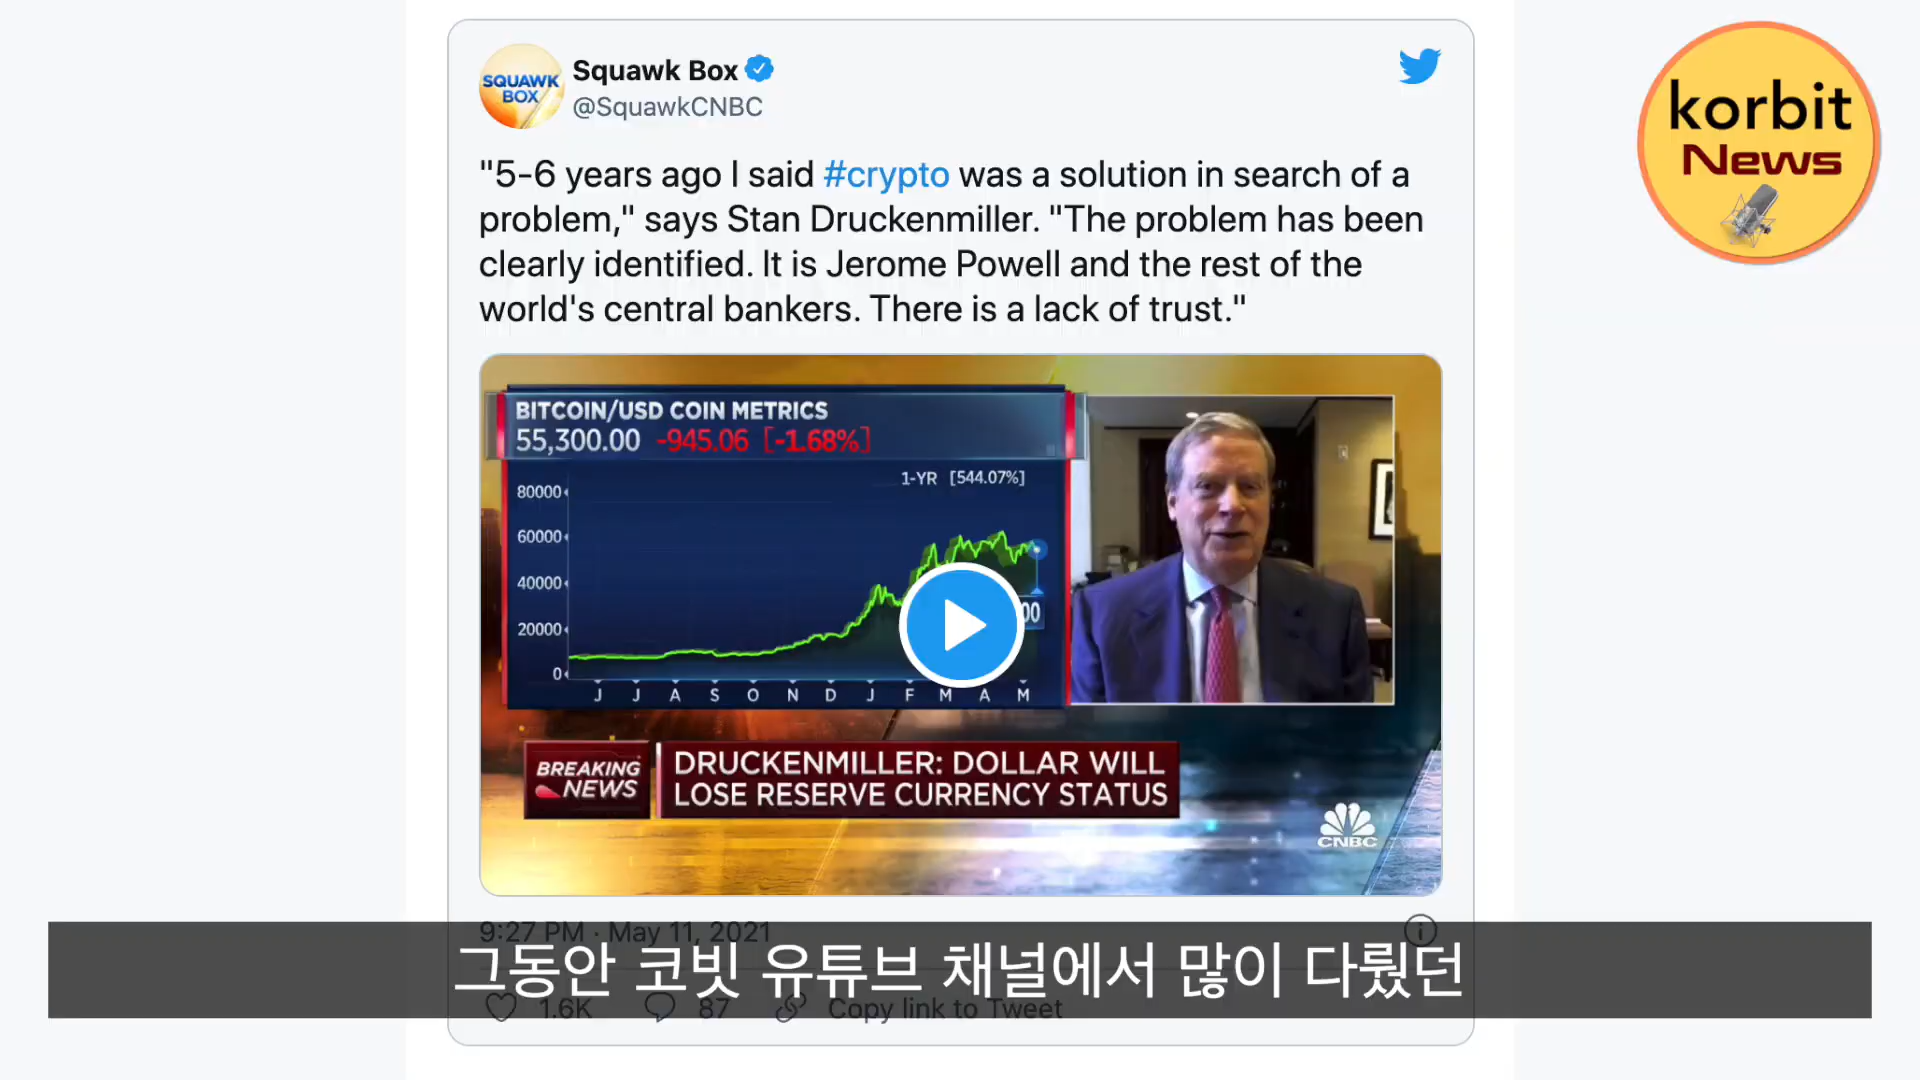 SQUAWK
BOX
Squawk Box
@SquawkCNBC
korbit
News
"5-6 years ago I said #crypto was a solution in search of a
problem," says Stan Druckenmiller. "The problem has been
clearly identified. It is Jerome Powell and the rest of the
world's central bankers. There is a lack of trust."
BITCOIN/USD COIN METRICS
55,300.00 -945.06 [-1.68%]
1-YR [544.07%]
80000
60000
40000
20000
0
00
J J A S O N D J F M A M
BREAKING
NEWS
DRUCKENMILLER: DOLLAR WILL
LOSE RESERVE CURRENCY STATUS
CNBC
9:27 PM · May 11, 2021
그동안 코빗 유튜브 채널에서 많이 다뤘던
1.6K 87 Copy link to Tweet